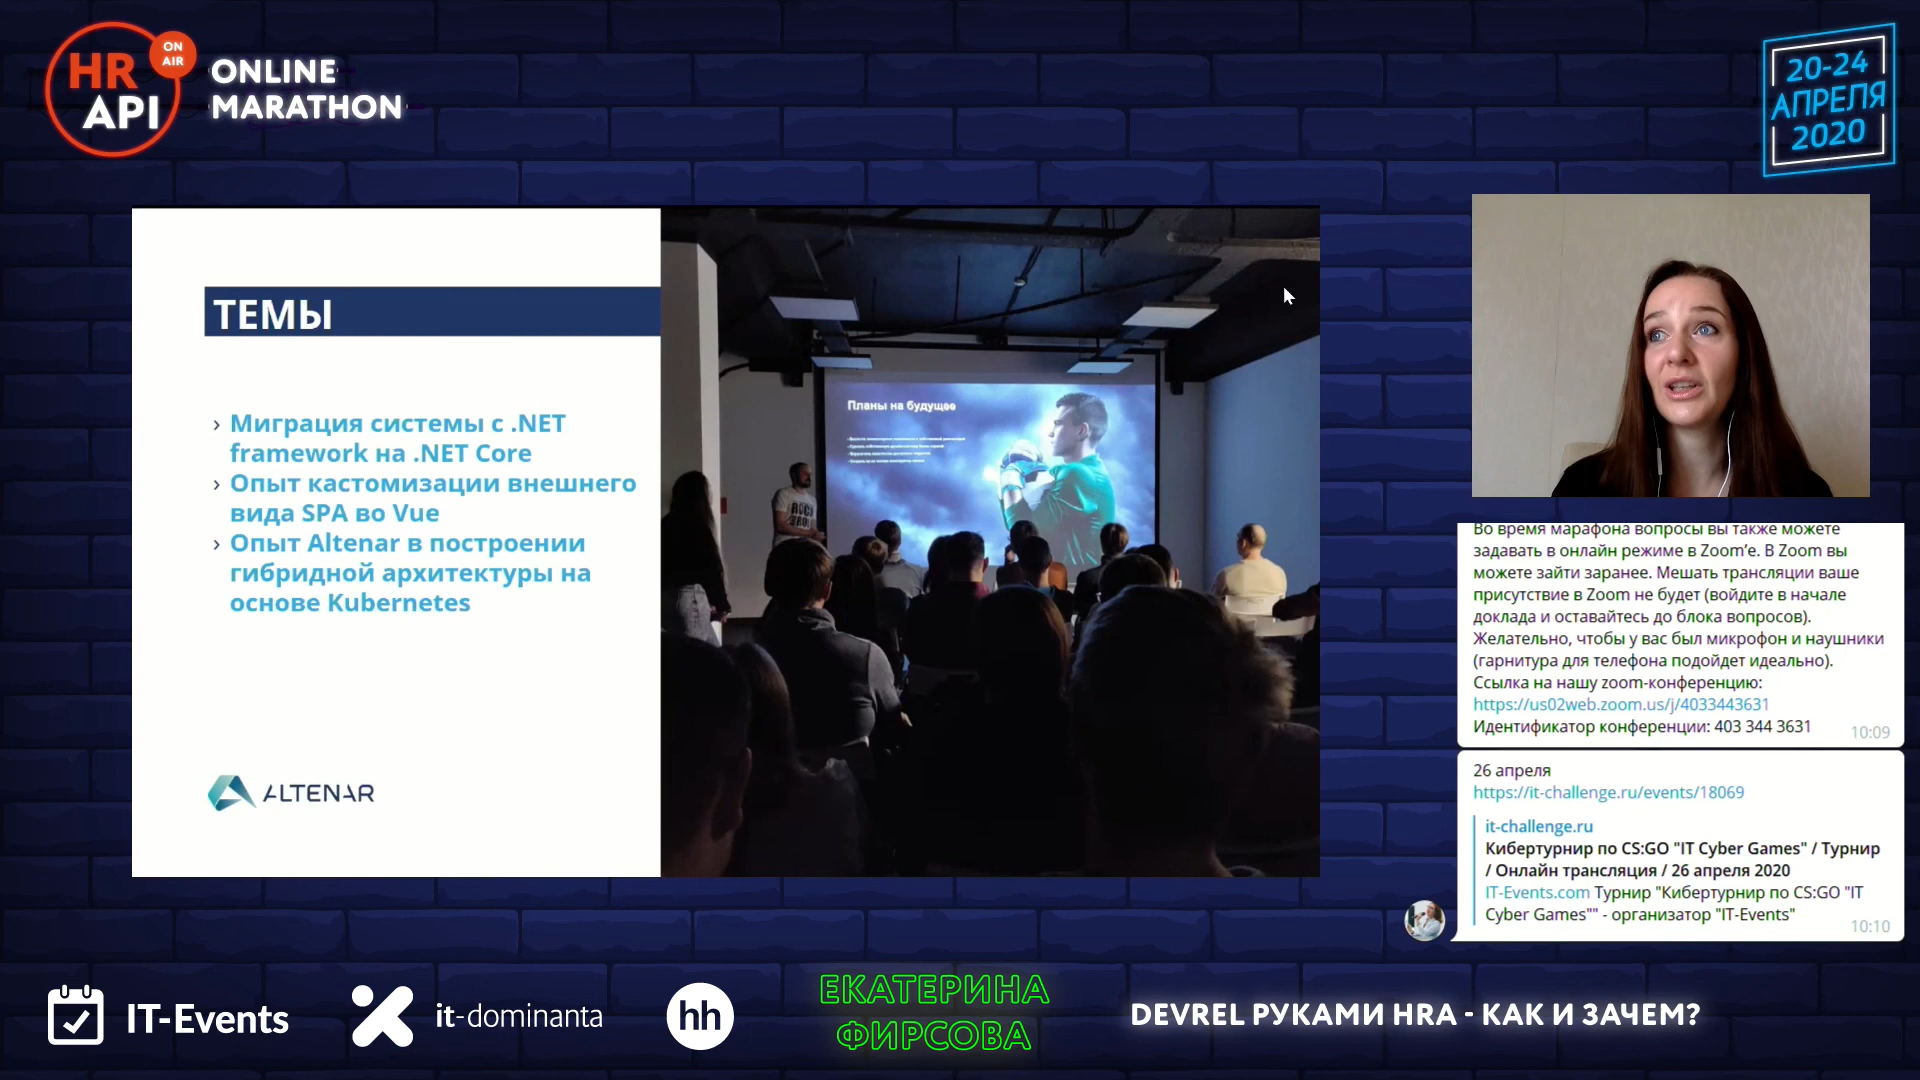 HR
API
ON
AIR
ONLINE
MARATHON
20-24
АПРЕЛЯ
2020
ТЕМЫ
› Миграция системы с .NET
framework на .NET Core
› Опыт кастомизации внешнего
вида SPA во Vue
› Опыт Altenar в построении
гибридной архитектуры на
основе Kubernetes
ALTENAR
Планы на будущее
ROCK
Во время марафона вопросы вы также можете
задавать в онлайн режиме в Zoom’е. В Zoom вы
можете зайти заранее. Мешать трансляции ваше
присутствие в Zoom не будет (войдите в начале
доклада и оставайтесь до блока вопросов).
Желательно, чтобы у вас был микрофон и наушники
(гарнитура для телефона подойдет идеально).
Ссылка на нашу zoom-конференцию:
https://us02web.zoom.us/j/4033443631
Идентификатор конференции: 403 344 3631
10:09
26 апреля
https://it-challenge.ru/events/18069
it-challenge.ru
Кибертурнир по CS:GO "IT Cyber Games" / Турнир
/ Онлайн трансляция / 26 апреля 2020
IT-Events.com Турнир "Кибертурнир по CS:GO "IT
Cyber Games"" - организатор "IT-Events"
10:10
IT-Events
it-dominanta
hh
ЕКАТЕРИНА
ФИРСОВА
DEVREL РУКАМИ HRA - КАК И ЗАЧЕМ?